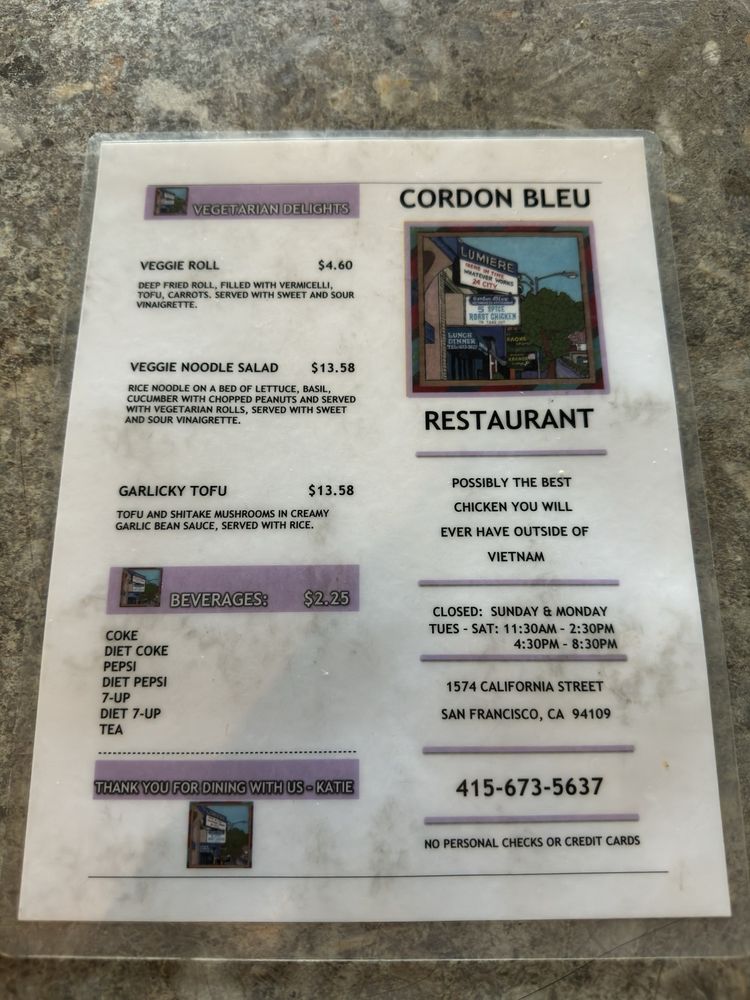 VEGETARIAN DELIGHTS
VEGGIE ROLL $4.60
DEEP FRIED ROLL, FILLED WITH VERMICELLI,
TOFU, CARROTS. SERVED WITH SWEET AND SOUR
VINAIGRETTE.
VEGGIE NOODLE SALAD $13.58
RICE NOODLE ON A BED OF LETTUCE, BASIL,
CUCUMBER WITH CHOPPED PEANUTS AND SERVED
WITH VEGETARIAN ROLLS, SERVED WITH SWEET
AND SOUR VINAIGRETTE.
GARLICKY TOFU $13.58
TOFU AND SHITAKE MUSHROOMS IN CREAMY
GARLIC BEAN SAUCE, SERVED WITH RICE.
BEVERAGES: $2.25
COKE
DIET COKE
PEPSI
DIET PEPSI
7-UP
DIET 7-UP
TEA
THANK YOU FOR DINING WITH US - KATIE
CORDON BLEU
LUMIERE
WHATEVER WORKS
24 CITY
Cordon Bleu
5 SPICE
ROAST CHICKEN
LUNCH
DINNER
RESTAURANT
POSSIBLY THE BEST
CHICKEN YOU WILL
EVER HAVE OUTSIDE OF
VIETNAM
CLOSED: SUNDAY & MONDAY
TUES - SAT: 11:30AM - 2:30PM
4:30PM - 8:30PM
1574 CALIFORNIA STREET
SAN FRANCISCO, CA 94109
415-673-5637
NO PERSONAL CHECKS OR CREDIT CARDS